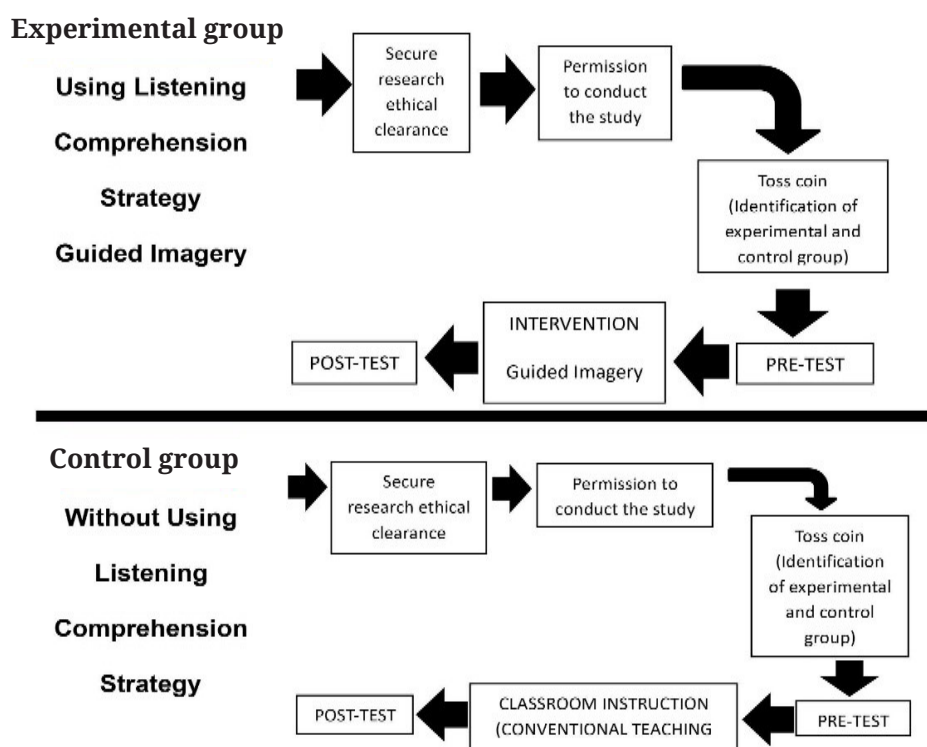 Experimental group
Using Listening
Comprehension
Strategy
Guided Imagery
Secure
research
ethical
clearance
Permission
to conduct
the study
Toss coin
(Identification of
experimental and
control group)
PRE-TEST
INTERVENTION
Guided Imagery
POST-TEST
Control group
Without Using
Listening
Comprehension
Strategy
Secure
research ethical
clearance
Permission to
conduct the study
Toss coin
(Identification
of experimental
and control
group)
PRE-TEST
CLASSROOM INSTRUCTION
(CONVENTIONAL TEACHING
POST-TEST